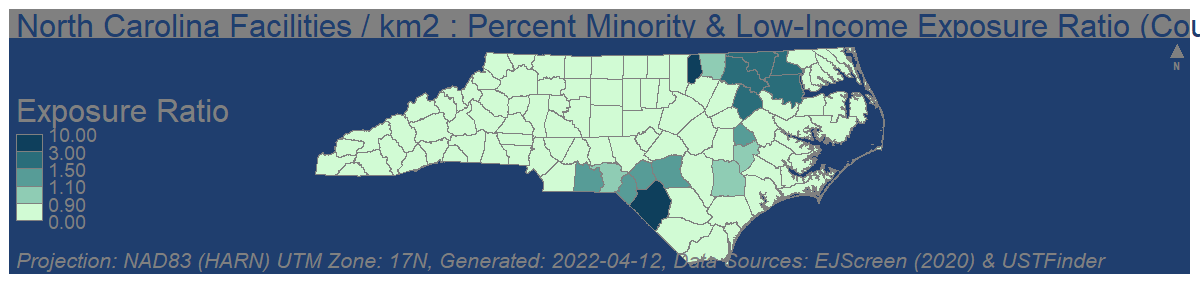 North Carolina Facilities / km2 : Percent Minority & Low-Income Exposure Ratio (Cou
N
Exposure Ratio
10.00
3.00
1.50
1.10
0.90
0.00
Projection: NAD83 (HARN) UTM Zone: 17N, Generated: 2022-04-12, Data Sources: EJScreen (2020) & USTFinder